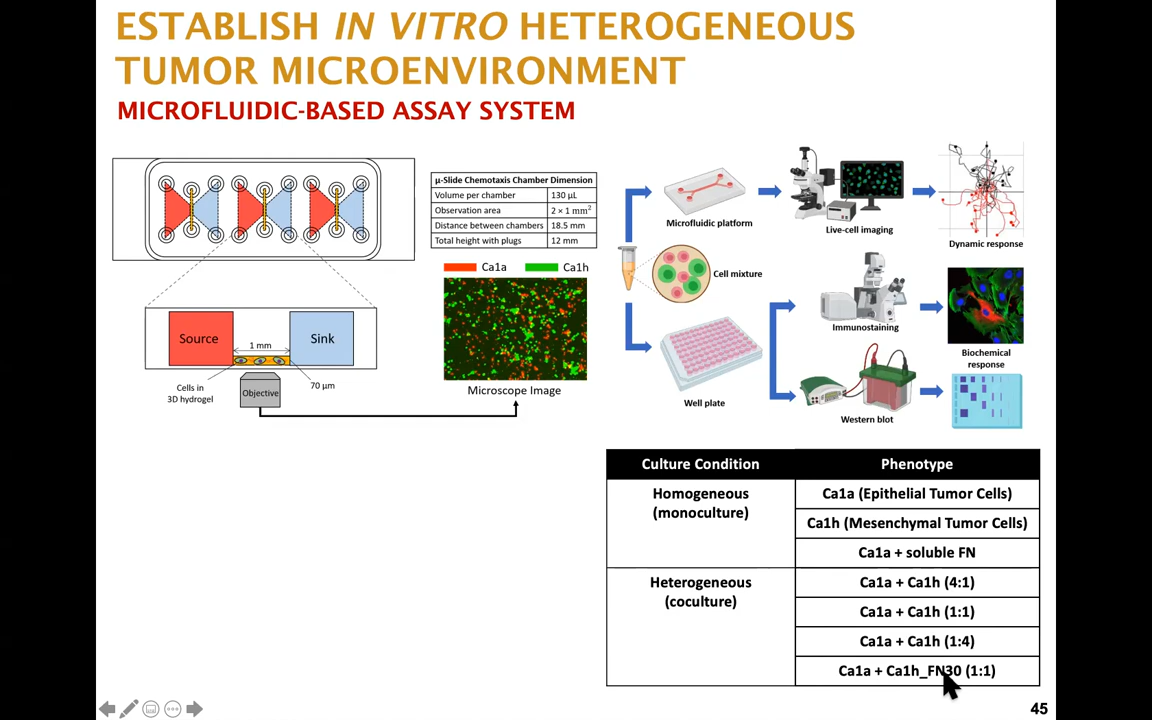 ESTABLISH IN VITRO HETEROGENEOUS
TUMOR MICROENVIRONMENT
MICROFLUIDIC-BASED ASSAY SYSTEM
μ-Slide Chemotaxis Chamber Dimension
Volume per chamber 130 μL
Observation area 2 × 1 mm²
Distance between chambers 18.5 mm
Total height with plugs 12 mm
Ca1a Ca1h
Microscope Image
Source
Sink
1 mm
70 μm
Cells in
3D hydrogel
Objective
Microfluidic platform
Live-cell imaging
Dynamic response
Cell mixture
Immunostaining
Biochemical
response
Well plate
Western blot
Culture Condition Phenotype
Homogeneous
(monoculture)
Ca1a (Epithelial Tumor Cells)
Ca1h (Mesenchymal Tumor Cells)
Ca1a + soluble FN
Heterogeneous
(coculture)
Ca1a + Ca1h (4:1)
Ca1a + Ca1h (1:1)
Ca1a + Ca1h (1:4)
Ca1a + Ca1h_FN30 (1:1)
45